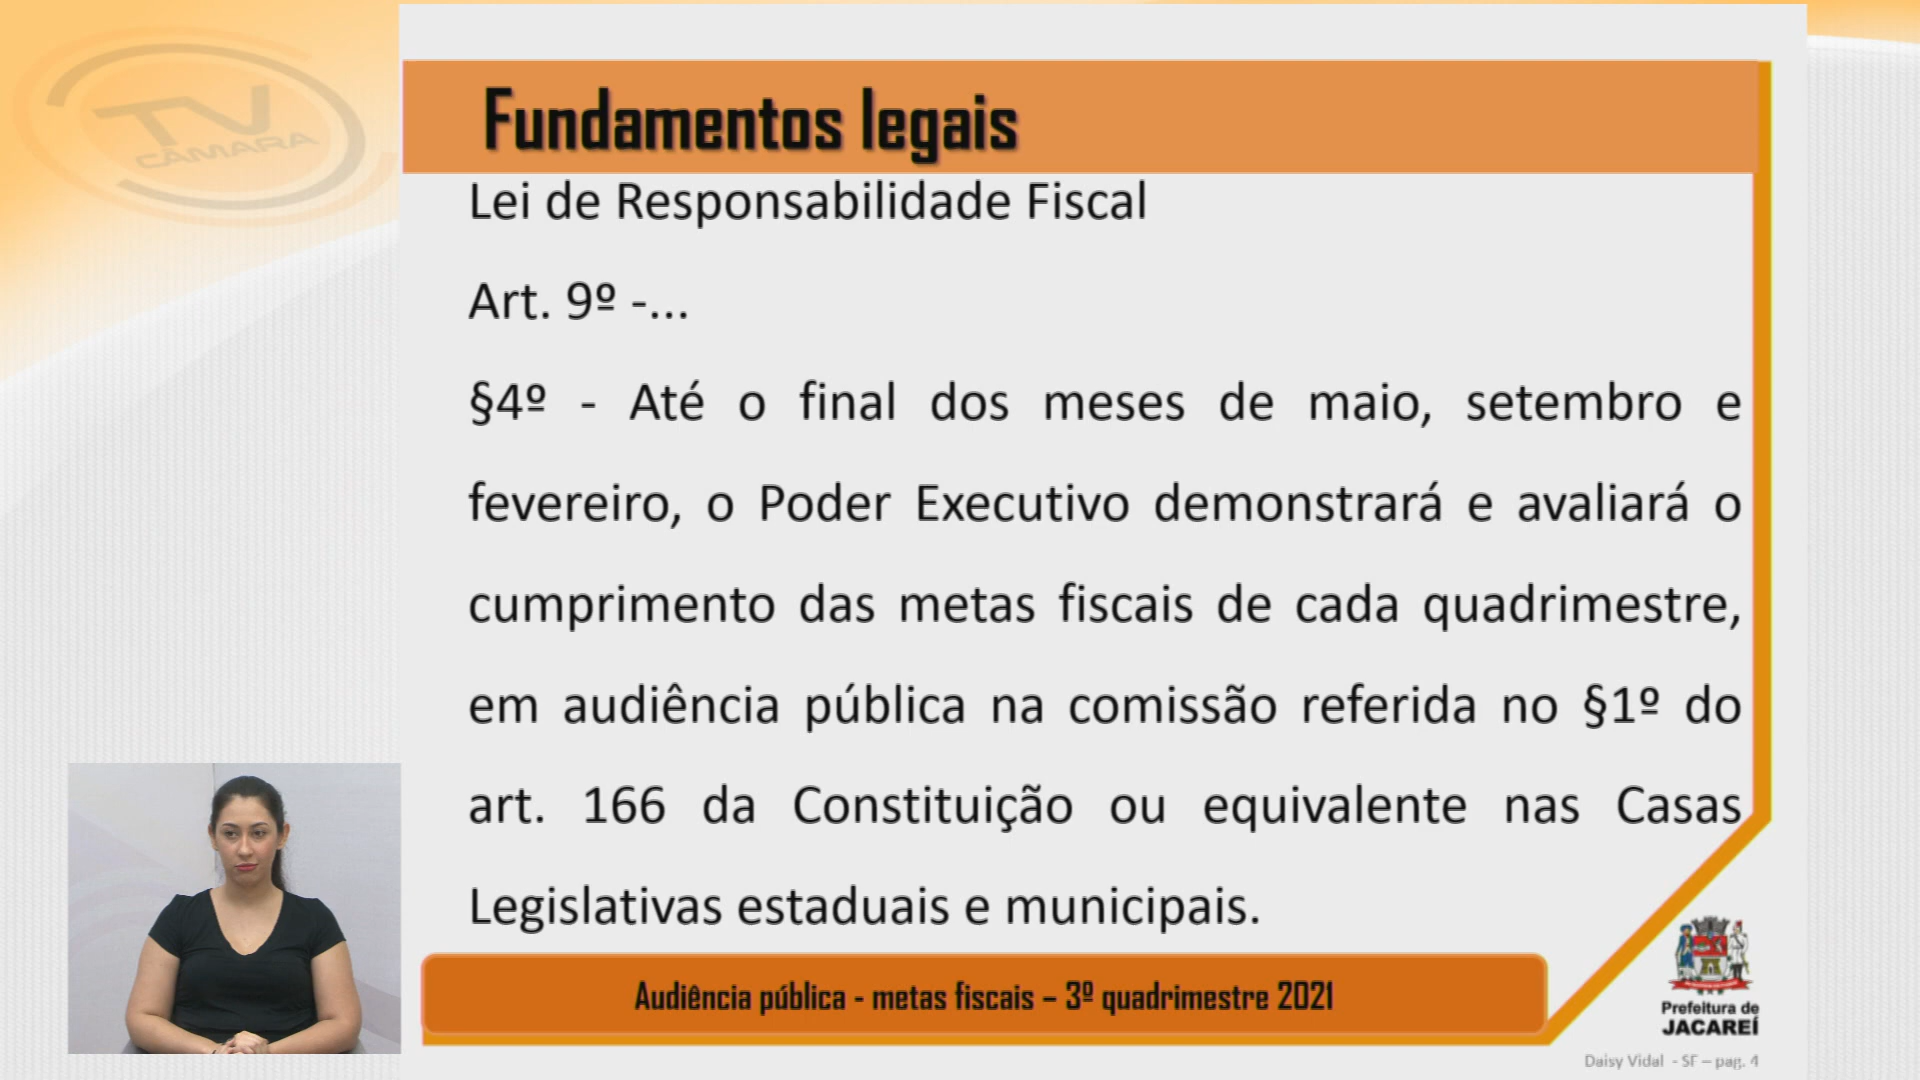 TV
CÂMARA
Fundamentos legais
Lei de Responsabilidade Fiscal
Art. 9º -...
§4º - Até o final dos meses de maio, setembro e
fevereiro, o Poder Executivo demonstrará e avaliará o
cumprimento das metas fiscais de cada quadrimestre,
em audiência pública na comissão referida no §1º do
art. 166 da Constituição ou equivalente nas Casas
Legislativas estaduais e municipais.
Audiência pública - metas fiscais – 3º quadrimestre 2021
Prefeitura de
JACAREÍ
Daisy Vidal - SF – pag. 4